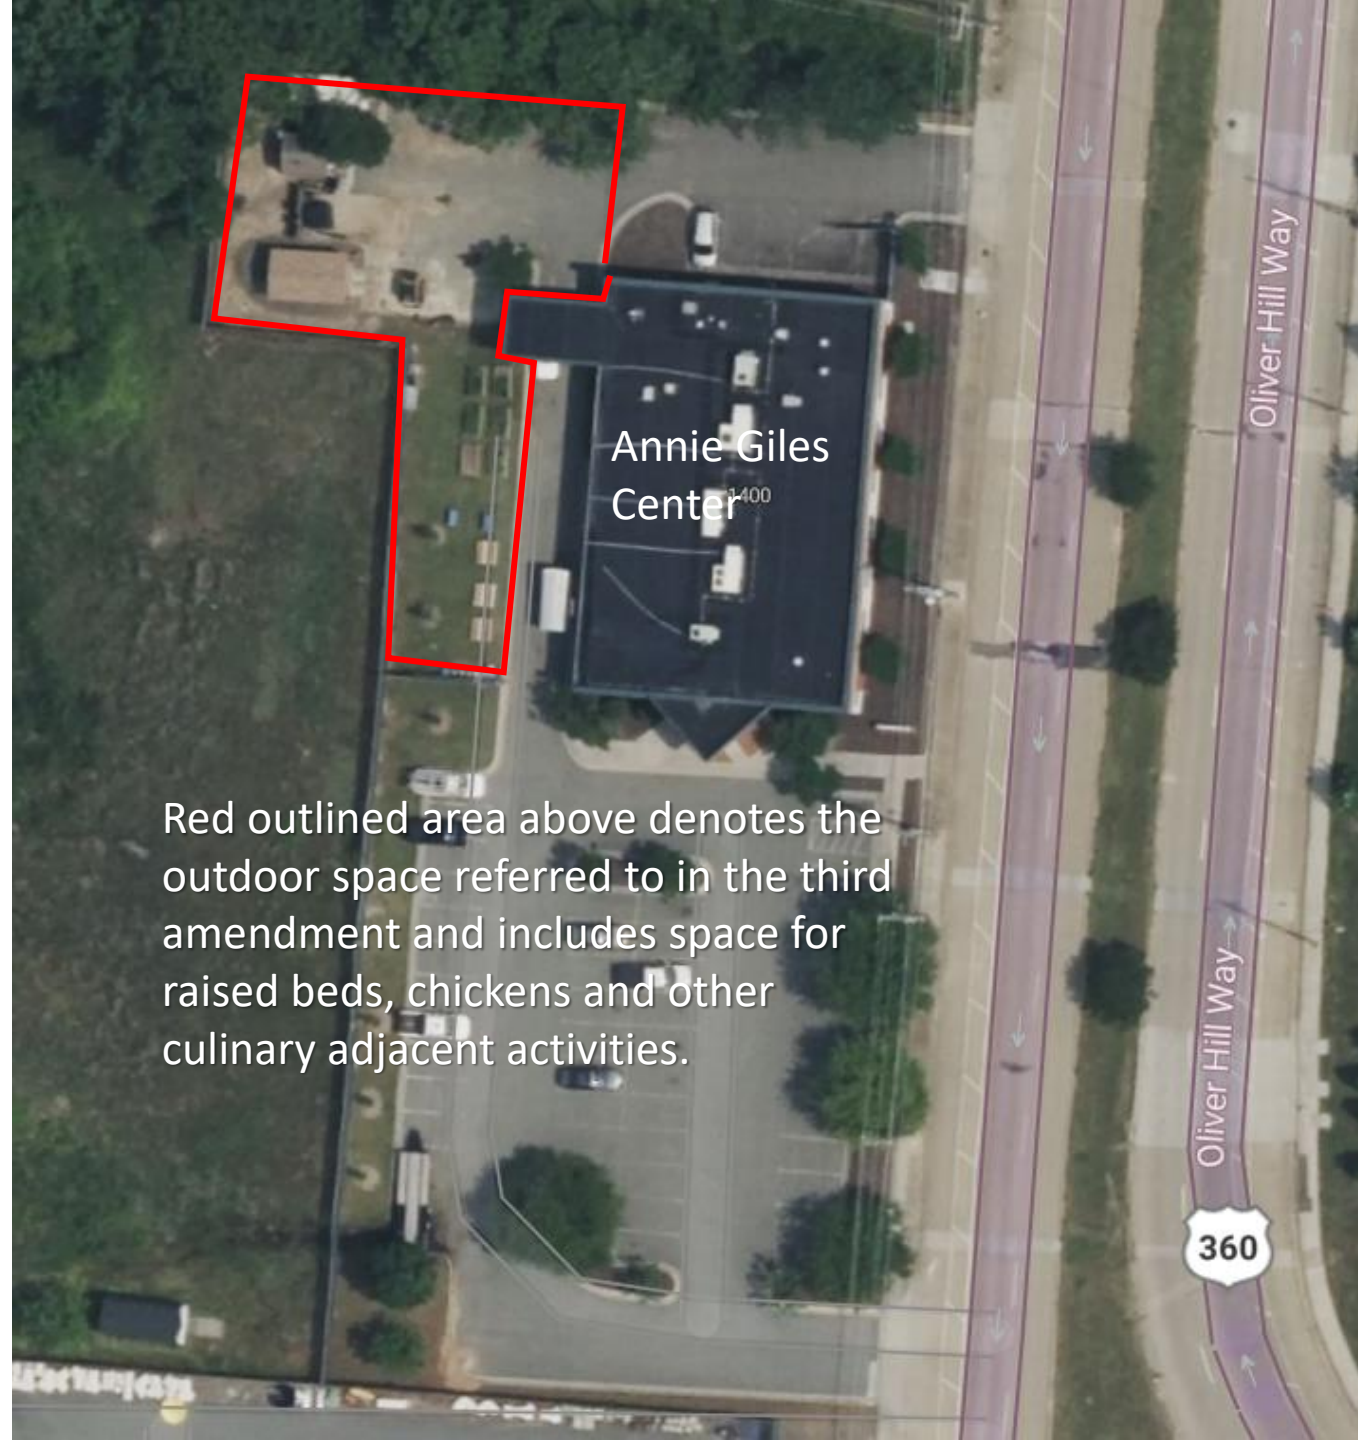 Oliver Hill Way
Annie Giles
Center
1400
Red outlined area above denotes the
outdoor space referred to in the third
amendment and includes space for
raised beds, chickens and other
culinary adjacent activities.
Oliver Hill Way
360